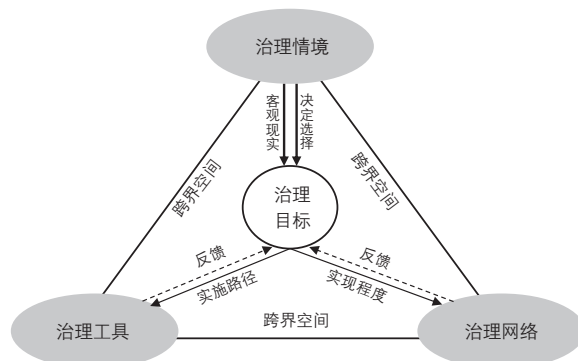 治理情境
客观现实
决定选择
跨界空间
跨界空间
治理
目标
反馈
反馈
实施路径
实现程度
治理工具
跨界空间
治理网络